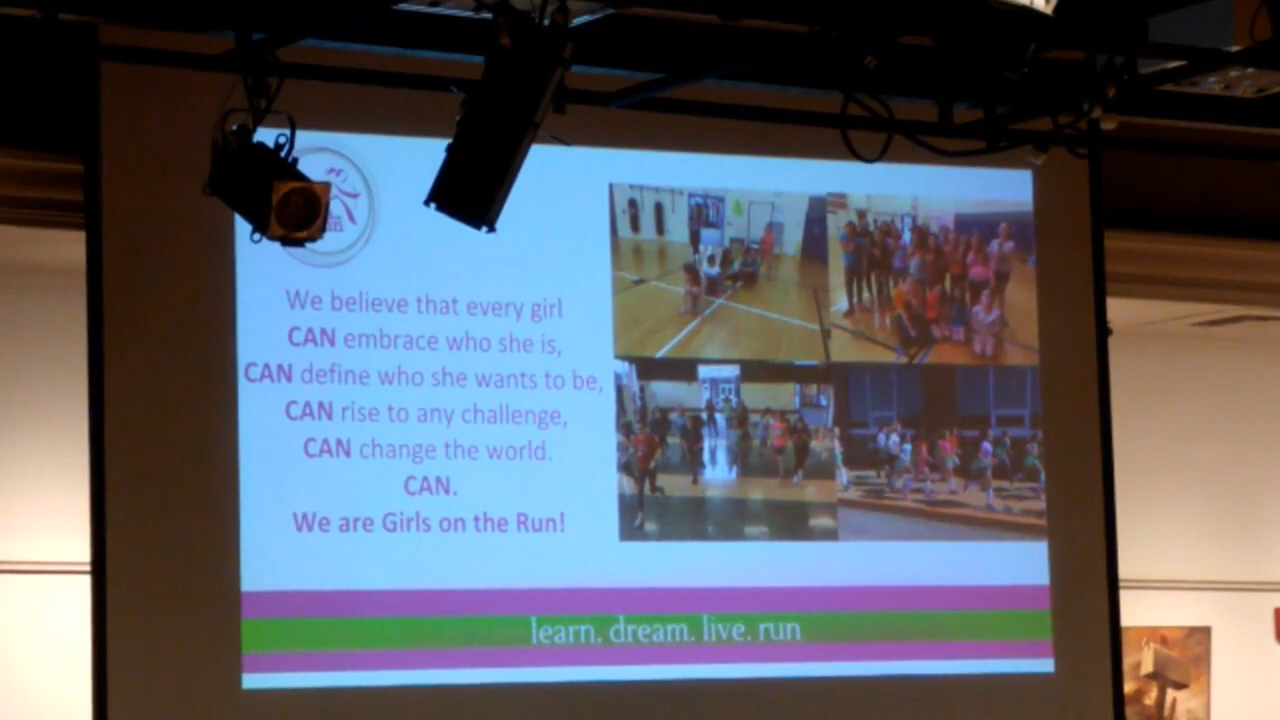 We believe that every girl
CAN embrace who she is,
CAN define who she wants to be,
CAN rise to any challenge,
CAN change the world.
CAN.
We are Girls on the Run!
learn. dream. live. run